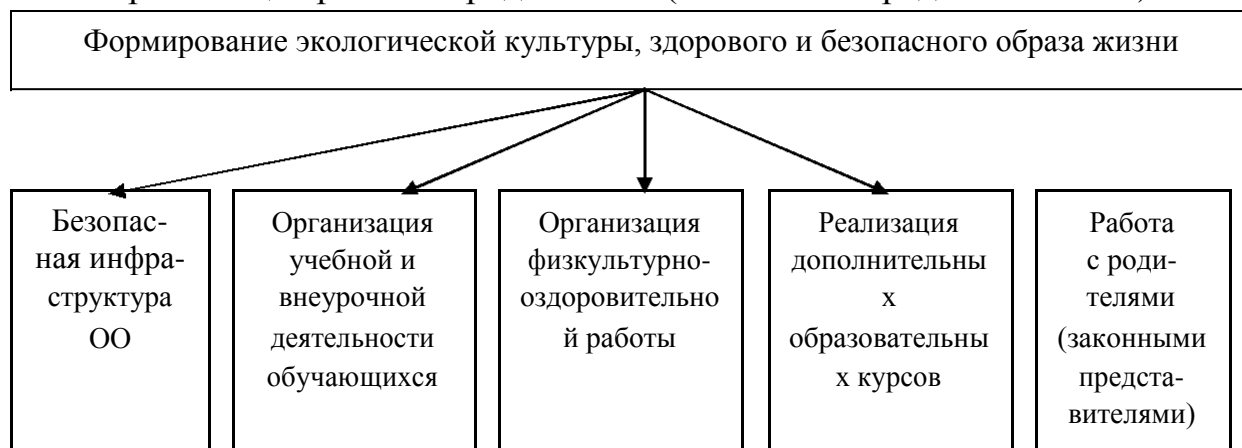 Формирование экологической культуры, здорового и безопасного образа жизни
Безопас-
ная инфра-
структура
ОО
Организация
учебной и
внеурочной
деятельности
обучающихся
Организация
физкультурно-
оздоровительно
й работы
Реализация
дополнительны
х
образовательны
х курсов
Работа
с роди-
телями
(законными
предста-
вителями)